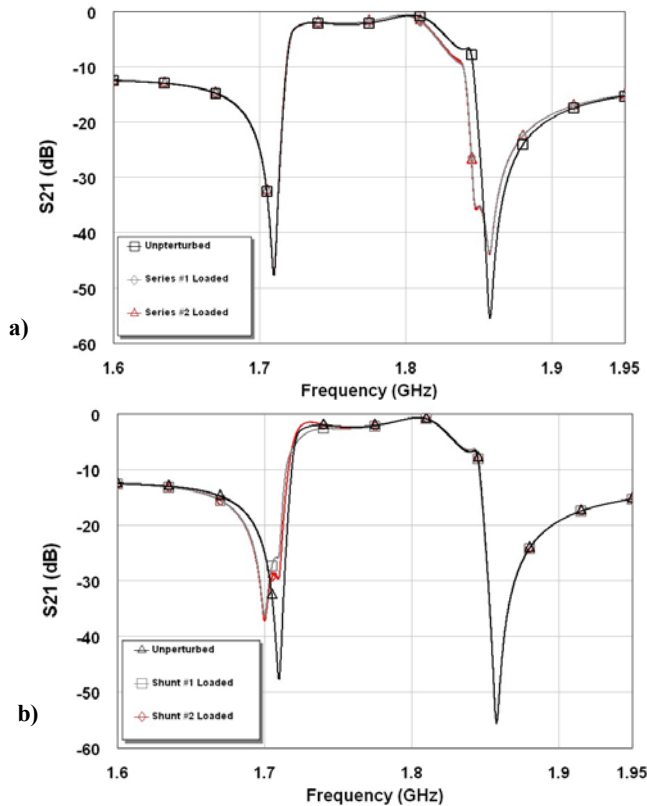 0
-10
-20
-30
-40
-50
-60
S21 (dB)
Unpterturbed
Series #1 Loaded
Series #2 Loaded
a)
1.6
1.7
1.8
1.9
1.95
Frequency (GHz)
0
-10
-20
-30
-40
-50
-60
S21 (dB)
Unperturbed
Shunt #1 Loaded
Shunt #2 Loaded
b)
1.6
1.7
1.8
1.9
1.95
Frequency (GHz)